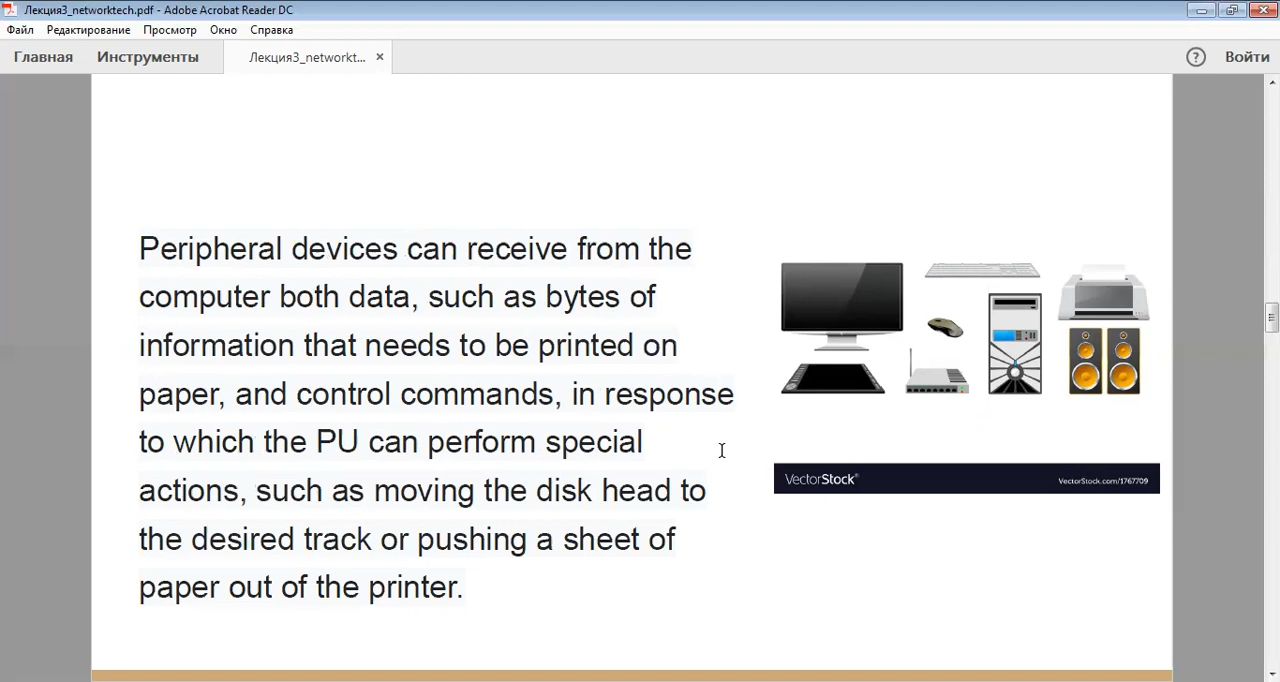 Лекция3_networktech.pdf - Adobe Acrobat Reader DC
Файл Редактирование Просмотр Окно Справка
Главная Инструменты Лекция3_networkt... × ? Войти
Peripheral devices can receive from the
computer both data, such as bytes of
information that needs to be printed on
paper, and control commands, in response
to which the PU can perform special
actions, such as moving the disk head to
the desired track or pushing a sheet of
paper out of the printer.
VectorStock® VectorStock.com/1767709